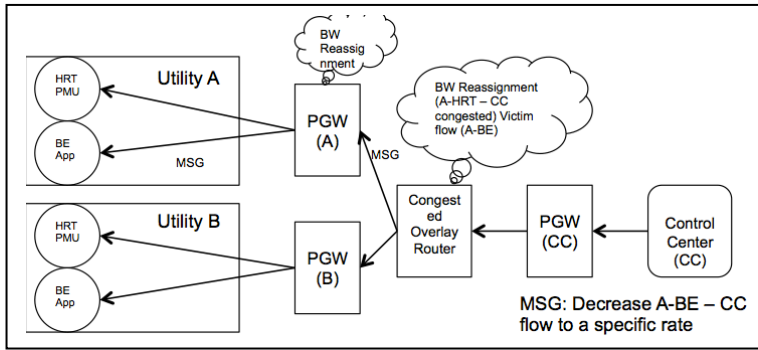 BW
Reassig
nment
Utility A
HRT
PMU
BE
App
MSG
PGW
(A)
MSG
BW Reassignment
(A-HRT – CC
congested) Victim
flow (A-BE)
Utility B
HRT
PMU
BE
App
PGW
(B)
Congest
ed
Overlay
Router
PGW
(CC)
Control
Center
(CC)
MSG: Decrease A-BE – CC
flow to a specific rate